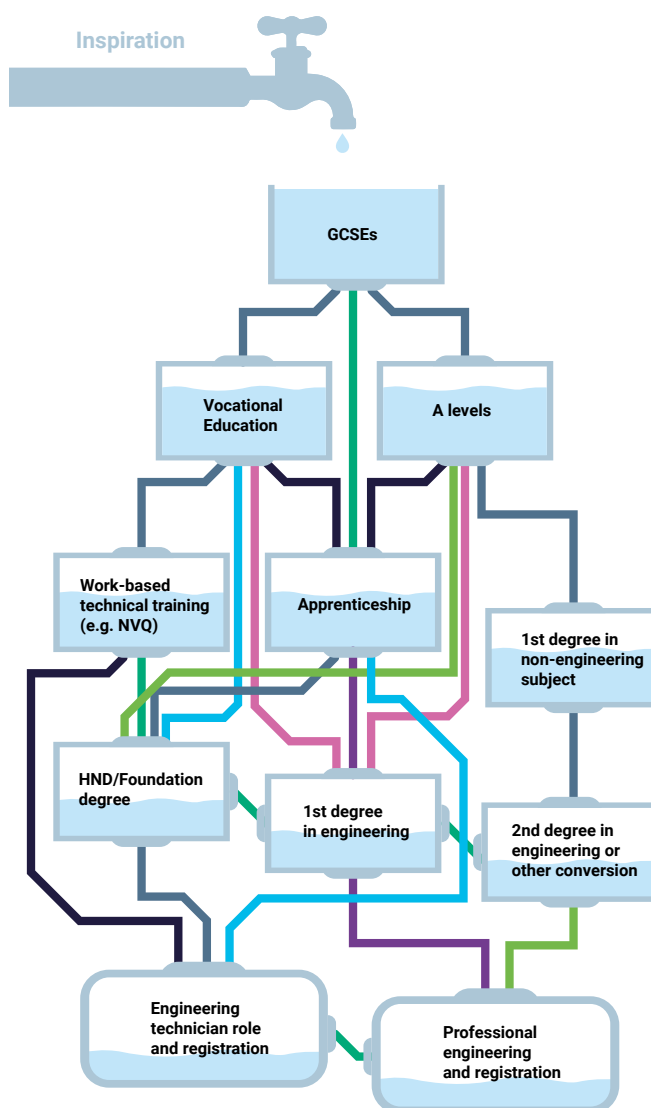 Inspiration
GCSEs
Vocational
Education
A levels
Work-based
technical training
(e.g. NVQ)
Apprenticeship
1st degree in
non-engineering
subject
HND/Foundation
degree
1st degree
in engineering
2nd degree in
engineering or
other conversion
Engineering
technician role
and registration
Professional
engineering
and registration